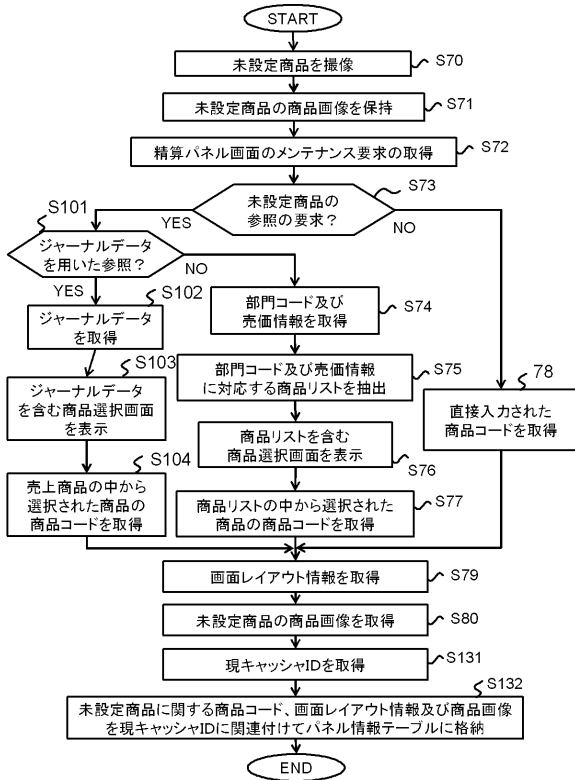 START
未設定商品を撮像
S70
未設定商品の商品画像を保持
S71
精算パネル画面のメンテナンス要求の取得
S72
未設定商品の
参照の要求？
S73
YES
NO
S101
ジャーナルデータ
を用いた参照？
YES
NO
S102
ジャーナルデータ
を取得
S103
ジャーナルデータ
を含む商品選択画面
を表示
S104
売上商品の中から
選択された商品の
商品コードを取得
部門コード及び
売価情報を取得
S74
部門コード及び売価情報
に対応する商品リストを抽出
S75
商品リストを含む
商品選択画面を表示
S76
商品リストの中から選択された
商品の商品コードを取得
S77
78
直接入力された
商品コードを取得
画面レイアウト情報を取得
S79
未設定商品の商品画像を取得
S80
現キャッシャIDを取得
S131
S132
未設定商品に関する商品コード、画面レイアウト情報及び商品画像
を現キャッシャIDに関連付けてパネル情報テーブルに格納
END